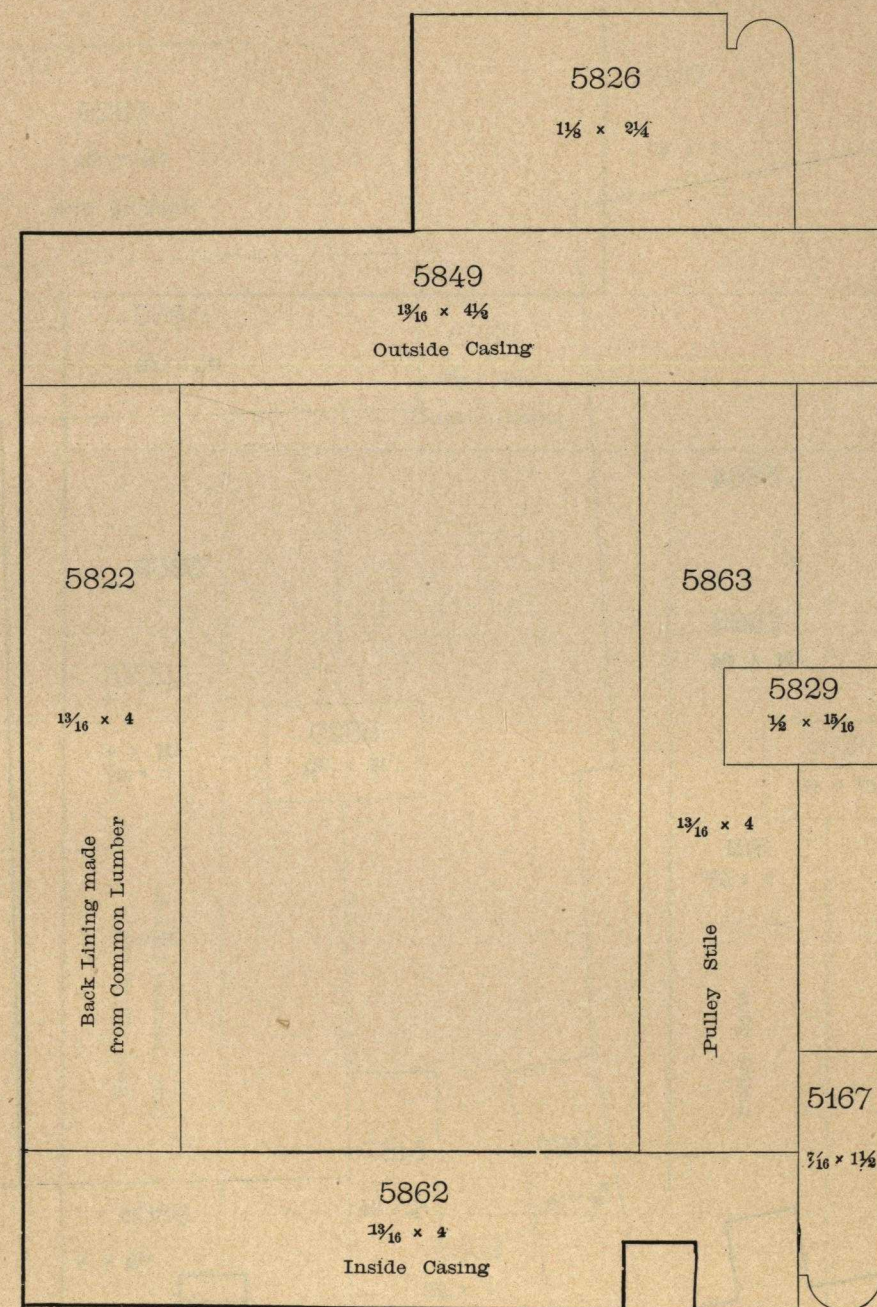 5826
1⅛ × 2¼
5849
13/16 × 4½
Outside Casing
5822
13/16 × 4
Back Lining made
from Common Lumber
5863
5829
½ × 15/16
13/16 × 4
Pulley Stile
5167
7/16 × 1½
5862
13/16 × 4
Inside Casing